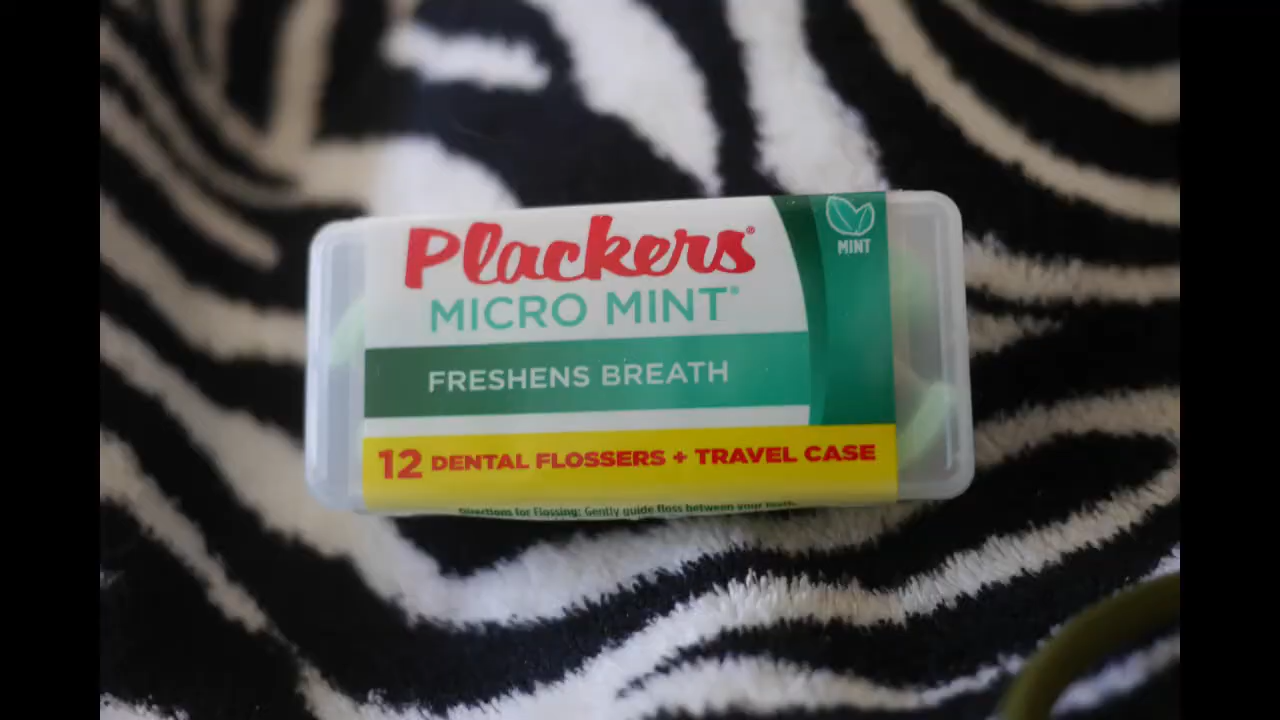 Plackers®
MICRO MINT®
MINT
FRESHENS BREATH
12 DENTAL FLOSSERS + TRAVEL CASE
Directions for Flossing: Gently guide floss between your teeth.